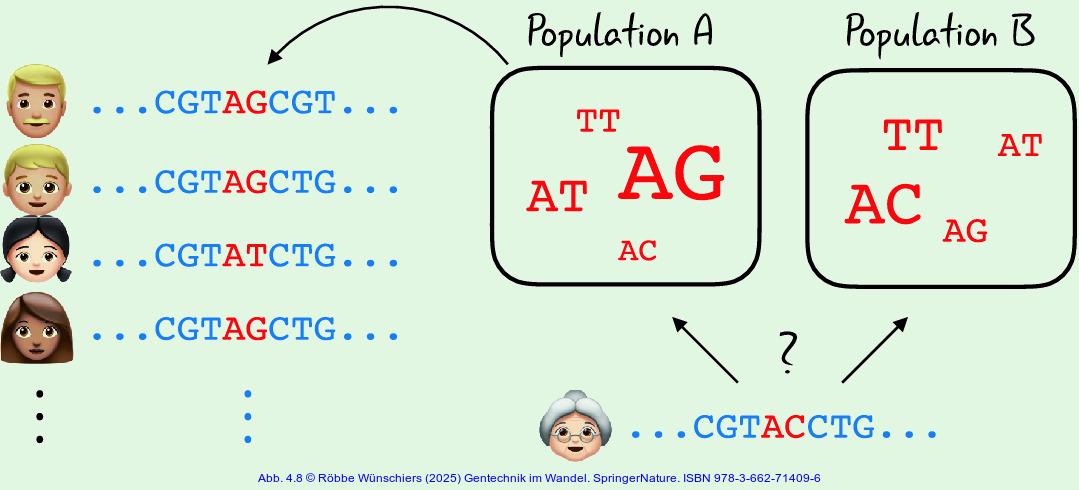 Population A
Population B
...CGTAGCGT...
...CGTAGCTG...
...CGTATCTG...
...CGTAGCTG...
TT
AG
AT
AC
TT
AT
AC
AG
?
...CGTACCTG...
Abb. 4.8 © Röbbe Wünschiers (2025) Gentechnik im Wandel. SpringerNature. ISBN 978-3-662-71409-6